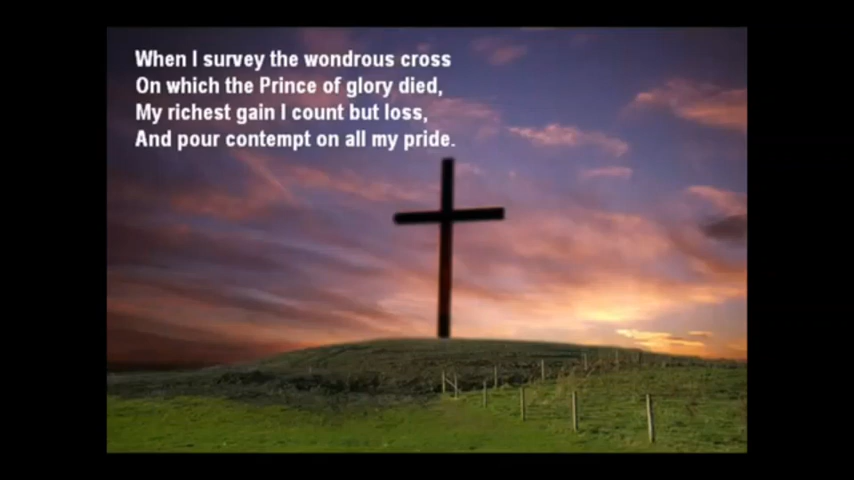 When I survey the wondrous cross
On which the Prince of glory died,
My richest gain I count but loss,
And pour contempt on all my pride.